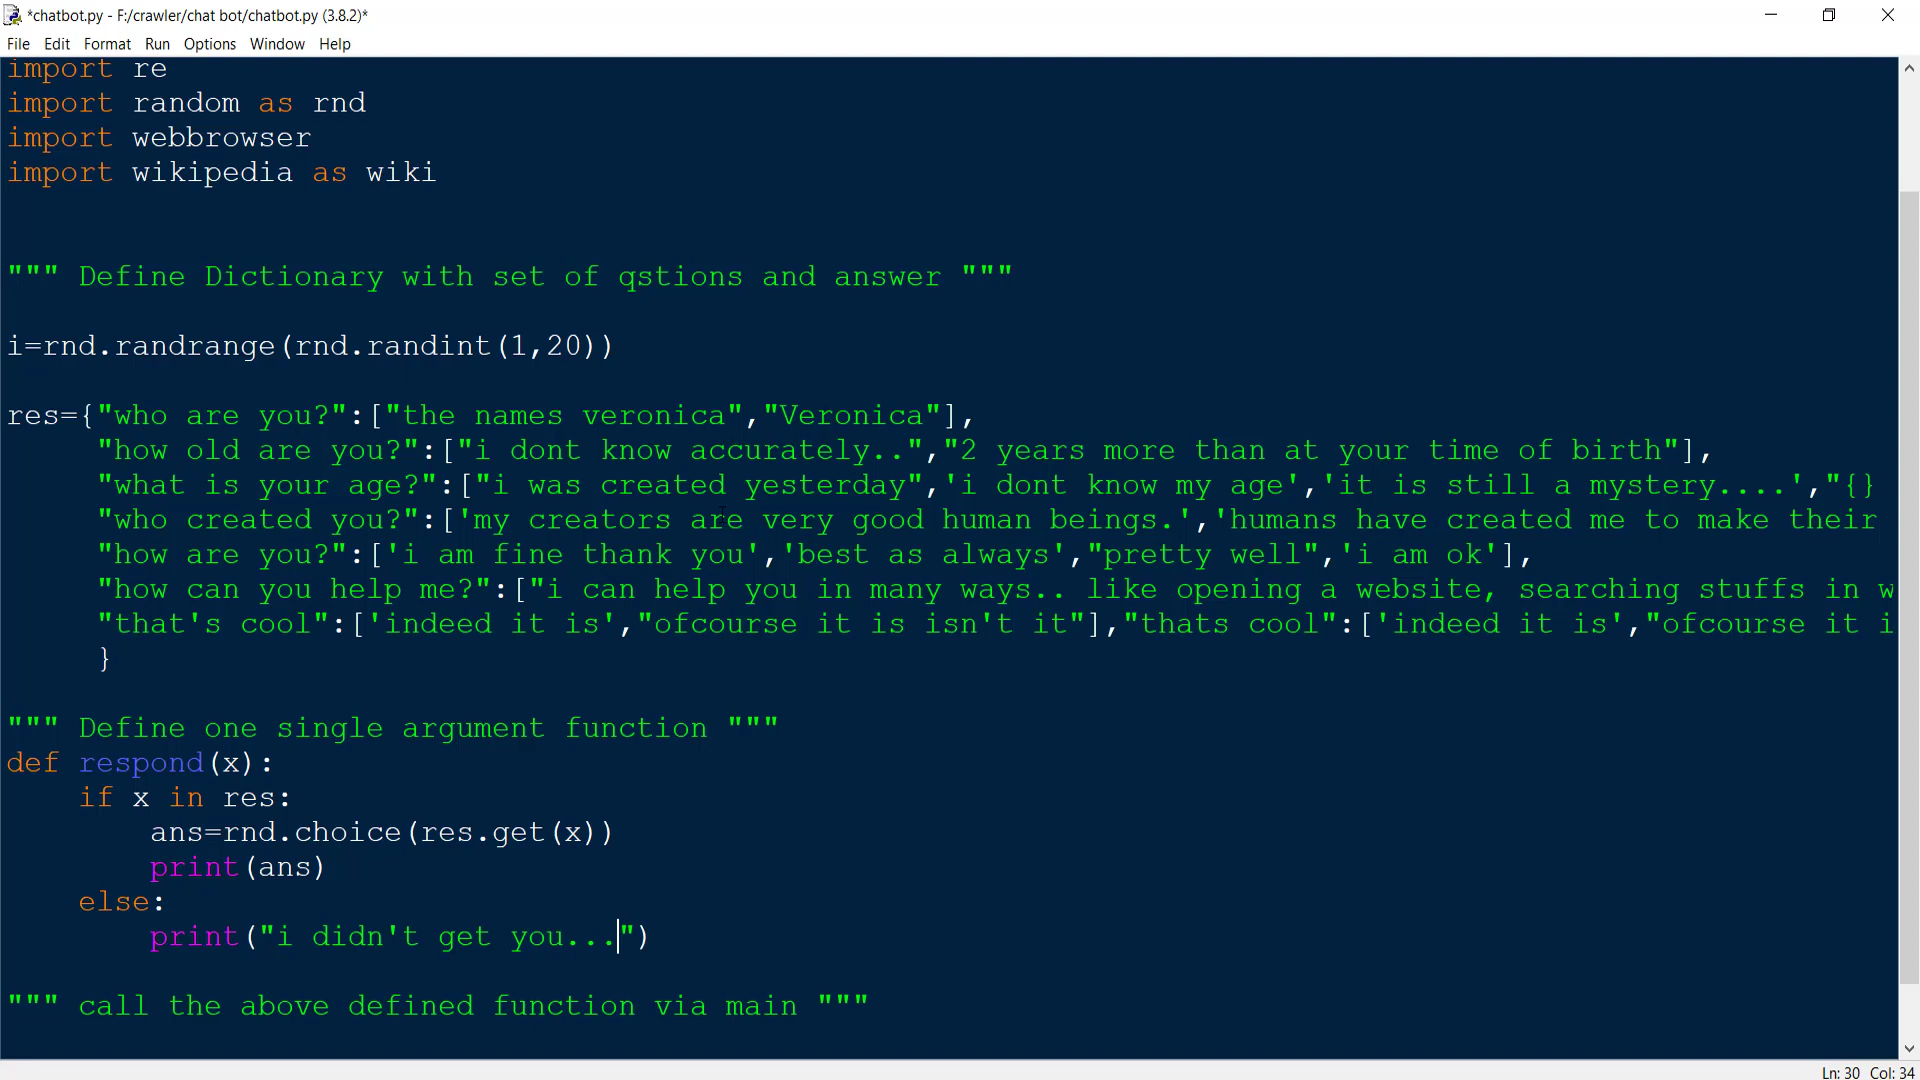 *chatbot.py - F:/crawler/chat bot/chatbot.py (3.8.2)*
File Edit Format Run Options Window Help
import re
import random as rnd
import webbrowser
import wikipedia as wiki
""" Define Dictionary with set of qstions and answer """
i=rnd.randrange(rnd.randint(1,20))
res={"who are you?":["the names veronica","Veronica"],
"how old are you?":["i dont know accurately..","2 years more than at your time of birth"],
"what is your age?":["i was created yesterday",'i dont know my age','it is still a mystery....',"{}
"who created you?":['my creators are very good human beings.','humans have created me to make their
"how are you?":['i am fine thank you','best as always',"pretty well",'i am ok'],
"how can you help me?":["i can help you in many ways.. like opening a website, searching stuffs in w
"that's cool":['indeed it is',"ofcourse it is isn't it"],"thats cool":['indeed it is',"ofcourse it i
}
""" Define one single argument function """
def respond(x):
if x in res:
ans=rnd.choice(res.get(x))
print(ans)
else:
print("i didn't get you...")
""" call the above defined function via main """
Ln: 30 Col: 34